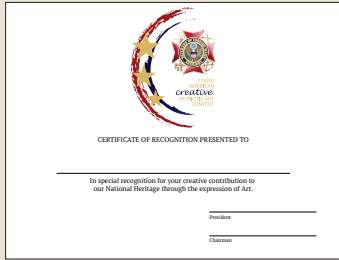 YOUNG
AMERICAN
creative
PATRIOTIC ART
CONTEST
CERTIFICATE OF RECOGNITION PRESENTED TO
In special recognition for your creative contribution to
our National Heritage through the expression of Art.
President
Chairman